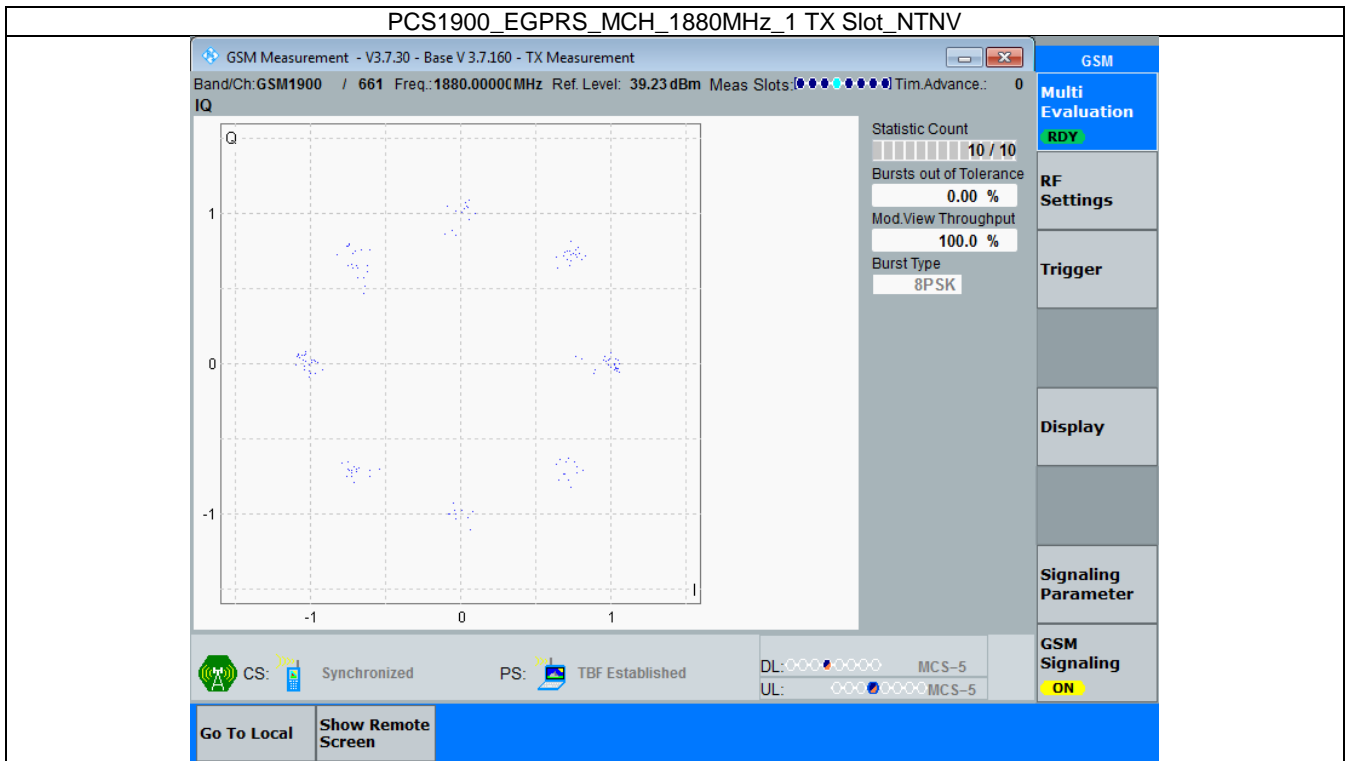 PCS1900_EGPRS_MCH_1880MHz_1 TX Slot_NTNV
GSM Measurement - V3.7.30 - Base V 3.7.160 - TX Measurement
GSM
Band/Ch:GSM1900 / 661 Freq.:1880.00000MHz Ref. Level: 39.23 dBm Meas Slots: Tim.Advance.: 0
IQ
Multi
Evaluation
RDY
Q
Statistic Count
10 / 10
Bursts out of Tolerance
0.00 %
Mod.View Throughput
100.0 %
Burst Type
8PSK
RF
Settings
Trigger
1
0
-1
I
-1 0 1
Display
Signaling
Parameter
CS: Synchronized PS: TBF Established
DL: MCS-5
UL: MCS-5
GSM
Signaling
ON
Go To Local
Show Remote
Screen